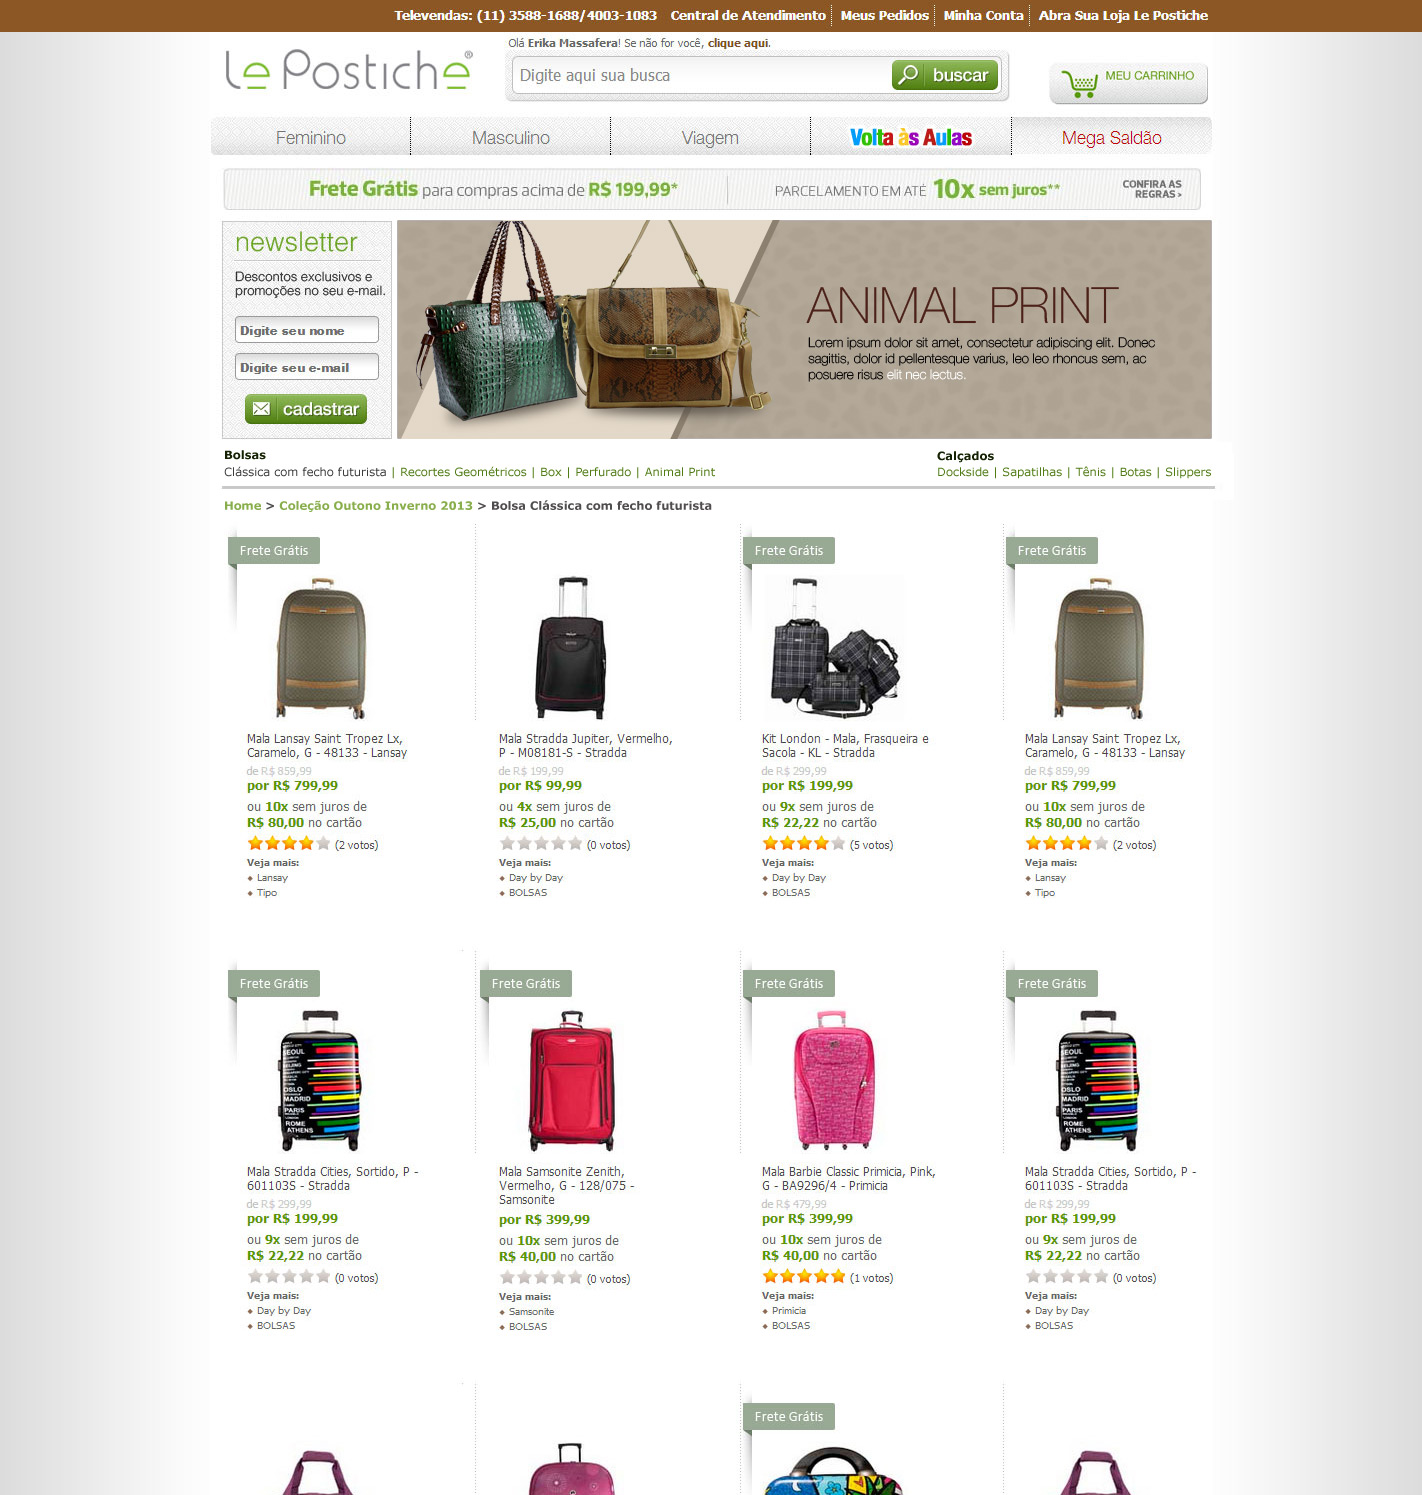 Televendas: (11) 3588-1688/4003-1083 Central de Atendimento Meus Pedidos Minha Conta Abra Sua Loja Le Postiche
Olá Erika Massafera! Se não for você, clique aqui.
Le Postiche®
Digite aqui sua busca
buscar
MEU CARRINHO
Feminino Masculino Viagem Volta às Aulas Mega Saldão
Frete Grátis para compras acima de R$ 199,99*
PARCELAMENTO EM ATÉ 10x sem juros**
CONFIRA AS
REGRAS >
newsletter
Descontos exclusivos e
promoções no seu e-mail.
Digite seu nome
Digite seu e-mail
cadastrar
ANIMAL PRINT
Lorem ipsum dolor sit amet, consectetur adipiscing elit. Donec
sagittis, dolor id pellentesque varius, leo leo rhoncus sem, ac
posuere risus elit nec lectus.
Bolsas
Clássica com fecho futurista | Recortes Geométricos | Box | Perfurado | Animal Print
Calçados
Dockside | Sapatilhas | Tênis | Botas | Slippers
Home > Coleção Outono Inverno 2013 > Bolsa Clássica com fecho futurista
Frete Grátis
Mala Lansay Saint Tropez Lx,
Caramelo, G - 48133 - Lansay
de R$ 859,99
por R$ 799,99
ou 10x sem juros de
R$ 80,00 no cartão
(2 votos)
Veja mais:
Lansay
Tipo
Mala Stradda Jupiter, Vermelho,
P - M08181-S - Stradda
de R$ 199,99
por R$ 99,99
ou 4x sem juros de
R$ 25,00 no cartão
(0 votos)
Veja mais:
Day by Day
BOLSAS
Frete Grátis
Kit London - Mala, Frasqueira e
Sacola - KL - Stradda
de R$ 299,99
por R$ 199,99
ou 9x sem juros de
R$ 22,22 no cartão
(5 votos)
Veja mais:
Day by Day
BOLSAS
Frete Grátis
Mala Lansay Saint Tropez Lx,
Caramelo, G - 48133 - Lansay
de R$ 859,99
por R$ 799,99
ou 10x sem juros de
R$ 80,00 no cartão
(2 votos)
Veja mais:
Lansay
Tipo
Frete Grátis
SEOUL
BEIJING
OSLO
MADRID
PARIS
ROME
ATHENS
Mala Stradda Cities, Sortido, P -
601103S - Stradda
de R$ 299,99
por R$ 199,99
ou 9x sem juros de
R$ 22,22 no cartão
(0 votos)
Veja mais:
Day by Day
BOLSAS
Frete Grátis
Mala Samsonite Zenith,
Vermelho, G - 128/075 -
Samsonite
por R$ 399,99
ou 10x sem juros de
R$ 40,00 no cartão
(0 votos)
Veja mais:
Samsonite
BOLSAS
Frete Grátis
Mala Barbie Classic Primicia, Pink,
G - BA9296/4 - Primicia
de R$ 479,99
por R$ 399,99
ou 10x sem juros de
R$ 40,00 no cartão
(1 votos)
Veja mais:
Primicia
BOLSAS
Frete Grátis
SEOUL
BEIJING
OSLO
MADRID
PARIS
ROME
ATHENS
Mala Stradda Cities, Sortido, P -
601103S - Stradda
de R$ 299,99
por R$ 199,99
ou 9x sem juros de
R$ 22,22 no cartão
(0 votos)
Veja mais:
Day by Day
BOLSAS
Frete Grátis